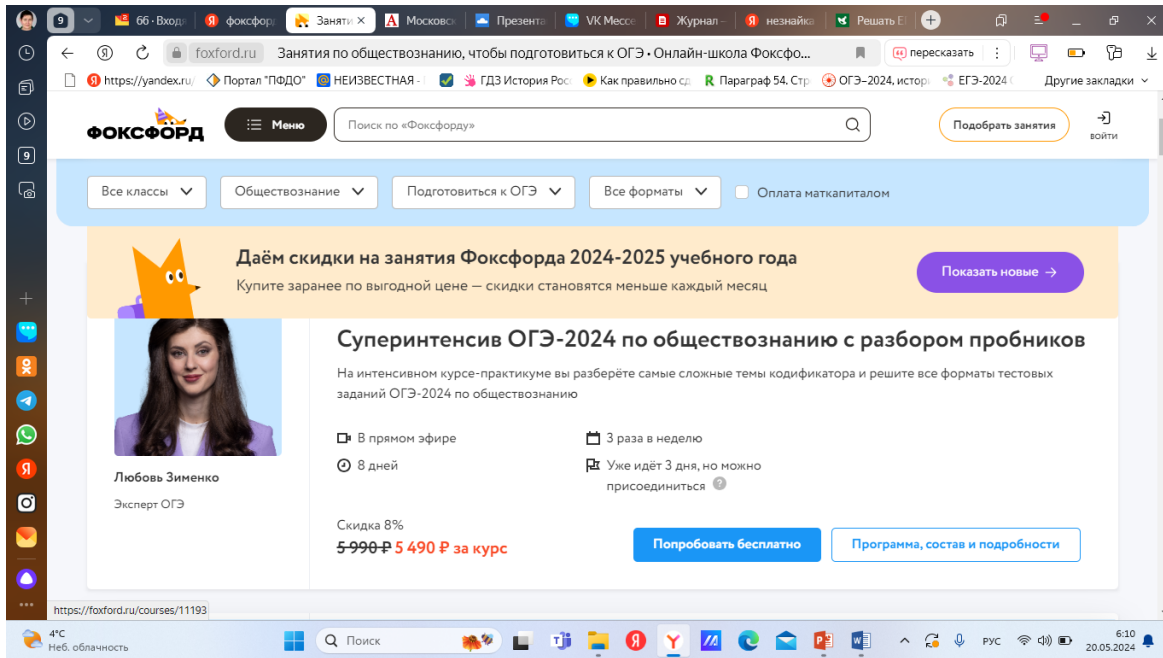 9
66 · Входя
фоксфорд
Заняти
Московск
Презента
VK Мессе
Журнал –
незнайка
Решать Е
foxford.ru
Занятия по обществознанию, чтобы подготовиться к ОГЭ • Онлайн-школа Фоксфо...
пересказать
https://yandex.ru/
Портал "ПФДО"
НЕИЗВЕСТНАЯ -
ГДЗ История Рос
Как правильно сд
Параграф 54. Стр
ОГЭ–2024, истори
ЕГЭ-2024
Другие закладки
9
ФОКСФОРД
Меню
Поиск по «Фоксфорду»
Подобрать занятия
ВОЙТИ
Все классы
Обществознание
Подготовиться к ОГЭ
Все форматы
Оплата маткапиталом
Даём скидки на занятия Фоксфорда 2024-2025 учебного года
Купите заранее по выгодной цене — скидки становятся меньше каждый месяц
Показать новые →
Суперинтенсив ОГЭ-2024 по обществознанию с разбором пробников
На интенсивном курсе-практикуме вы разберёте самые сложные темы кодификатора и решите все форматы тестовых
заданий ОГЭ-2024 по обществознанию
В прямом эфире
3 раза в неделю
8 дней
Уже идёт 3 дня, но можно
присоединиться
Любовь Зименко
Эксперт ОГЭ
Скидка 8%
5 990 ₽ 5 490 ₽ за курс
Попробовать бесплатно
Программа, состав и подробности
https://foxford.ru/courses/11193
4°C
Неб. облачность
Поиск
РУС
6:10
20.05.2024